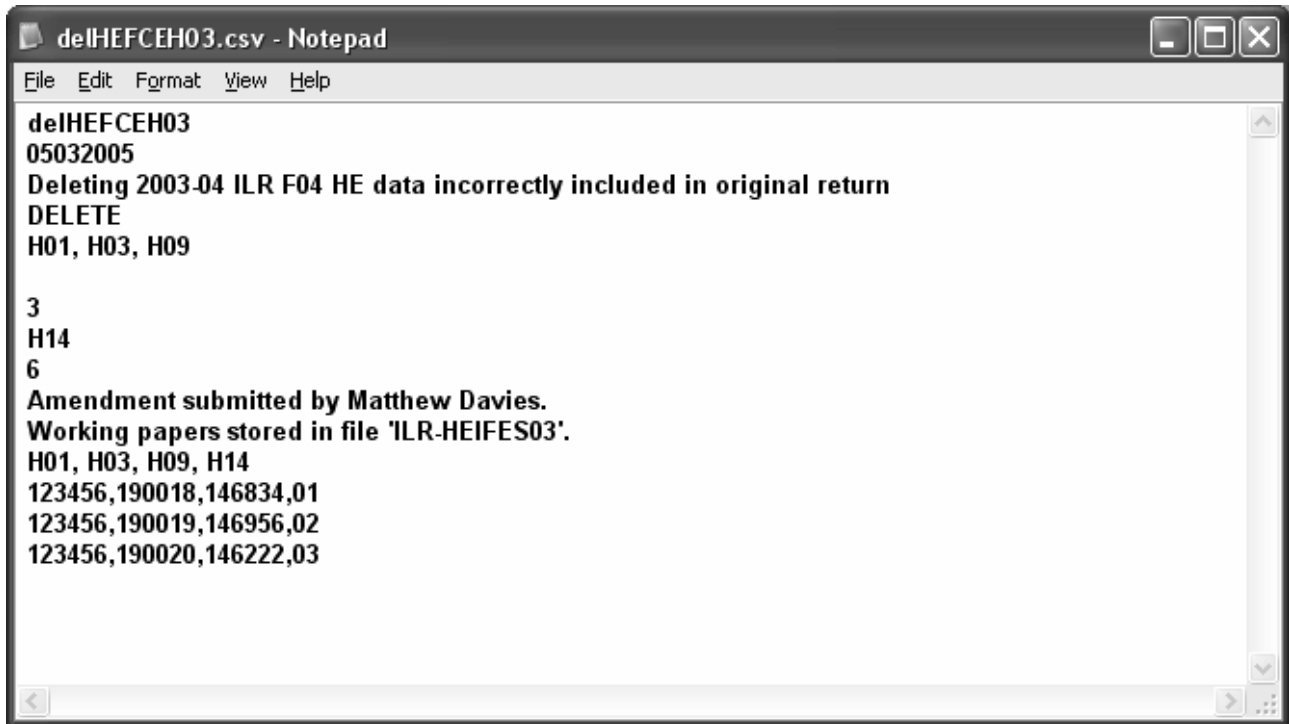 delHEFCEH03.csv - Notepad
File Edit Format View Help
delHEFCEH03
05032005
Deleting 2003-04 ILR F04 HE data incorrectly included in original return
DELETE
H01, H03, H09

3
H14
6
Amendment submitted by Matthew Davies.
Working papers stored in file 'ILR-HEIFES03'.
H01, H03, H09, H14
123456,190018,146834,01
123456,190019,146956,02
123456,190020,146222,03